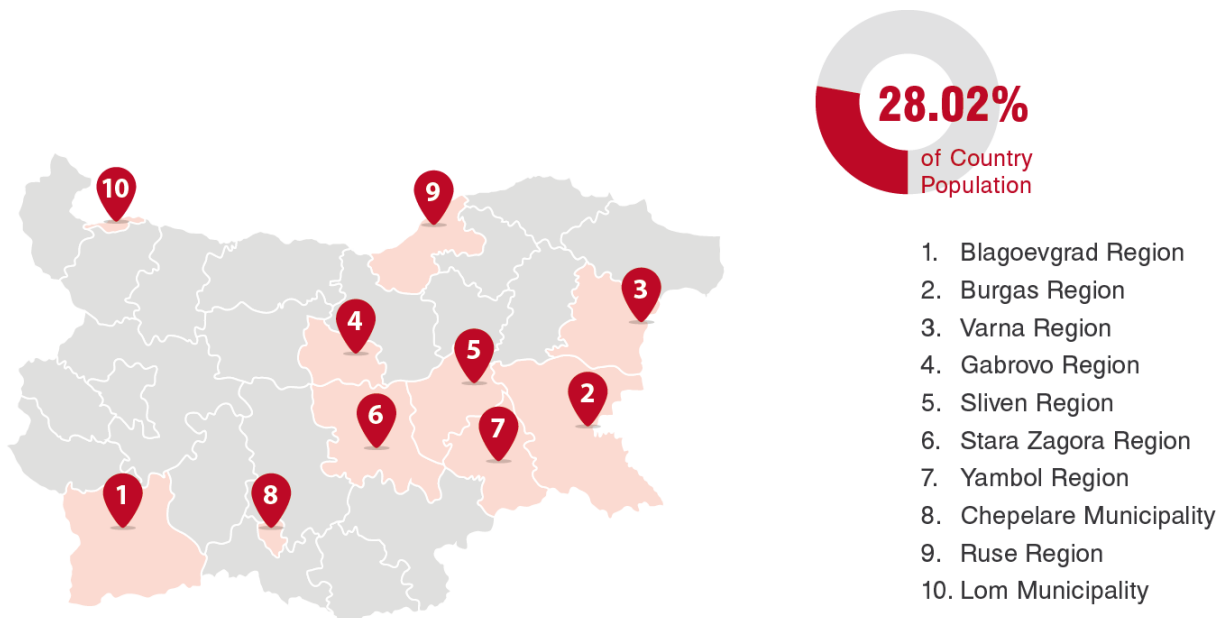 28.02%
of Country
Population
10
9
3
4
5
2
6
7
1
8
1. Blagoevgrad Region
2. Burgas Region
3. Varna Region
4. Gabrovo Region
5. Sliven Region
6. Stara Zagora Region
7. Yambol Region
8. Chepelare Municipality
9. Ruse Region
10. Lom Municipality